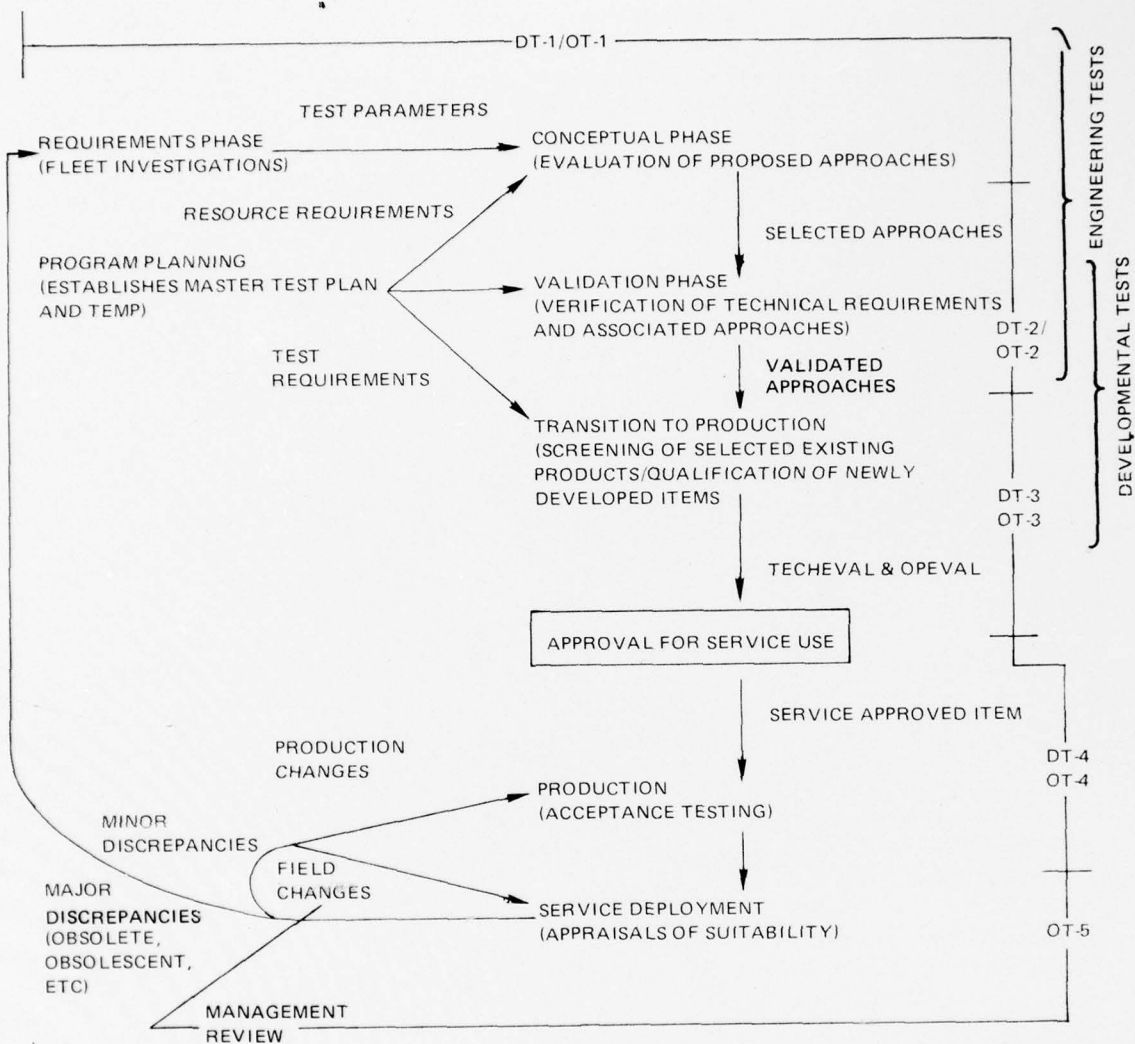 DT-1/OT-1
ENGINEERING TESTS
DEVELOPMENTAL TESTS
TEST PARAMETERS
REQUIREMENTS PHASE
(FLEET INVESTIGATIONS)
CONCEPTUAL PHASE
(EVALUATION OF PROPOSED APPROACHES)
RESOURCE REQUIREMENTS
SELECTED APPROACHES
PROGRAM PLANNING
(ESTABLISHES MASTER TEST PLAN
AND TEMP)
VALIDATION PHASE
(VERIFICATION OF TECHNICAL REQUIREMENTS
AND ASSOCIATED APPROACHES)
DT-2/
OT-2
TEST
REQUIREMENTS
VALIDATED
APPROACHES
TRANSITION TO PRODUCTION
(SCREENING OF SELECTED EXISTING
PRODUCTS/QUALIFICATION OF NEWLY
DEVELOPED ITEMS
DT-3
OT-3
TECHEVAL & OPEVAL
APPROVAL FOR SERVICE USE
SERVICE APPROVED ITEM
PRODUCTION
CHANGES
DT-4
OT-4
PRODUCTION
(ACCEPTANCE TESTING)
MINOR
DISCREPANCIES
FIELD
CHANGES
MAJOR
DISCREPANCIES
(OBSOLETE,
OBSOLESCENT,
ETC)
SERVICE DEPLOYMENT
(APPRAISALS OF SUITABILITY)
OT-5
MANAGEMENT
REVIEW